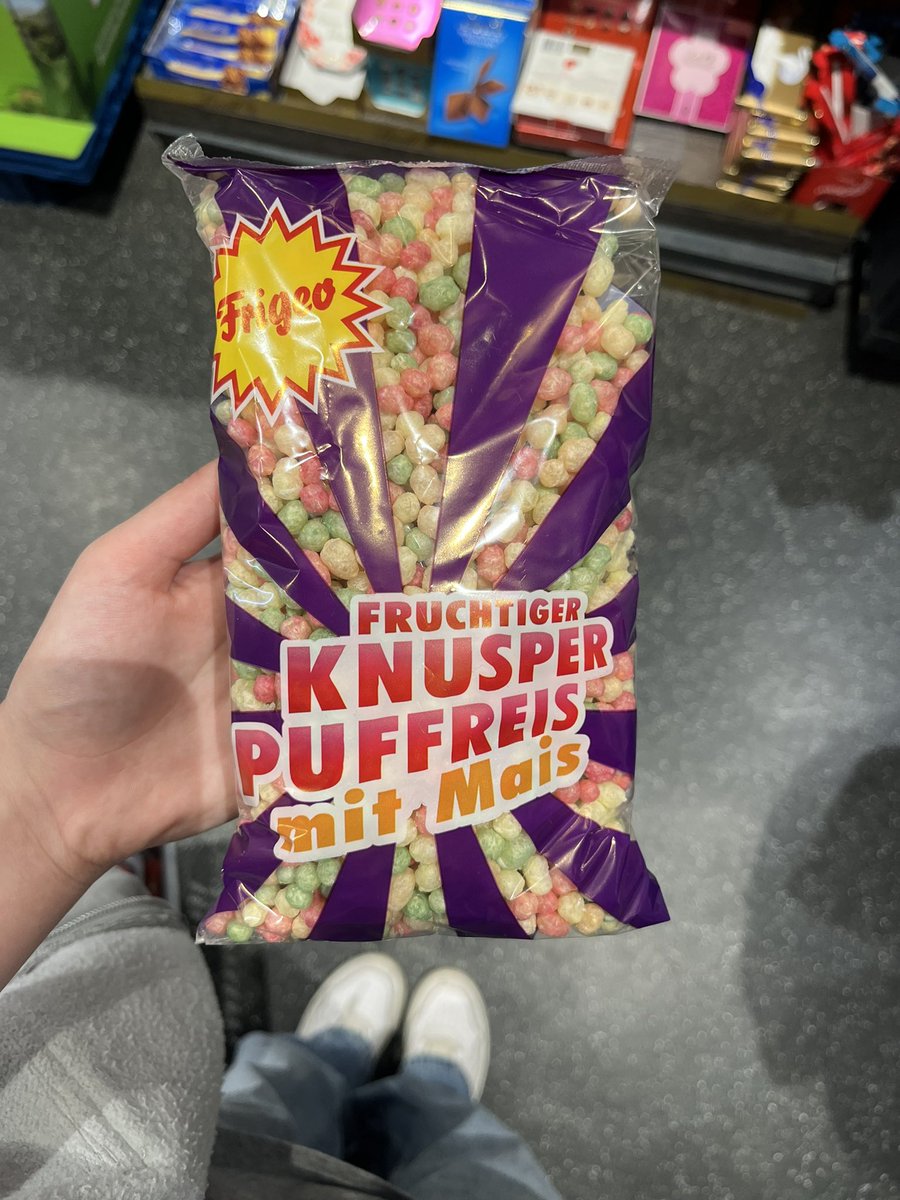 Frigeo
FRUCHTIGER
KNUSPER
PUFFREIS
mit Mais